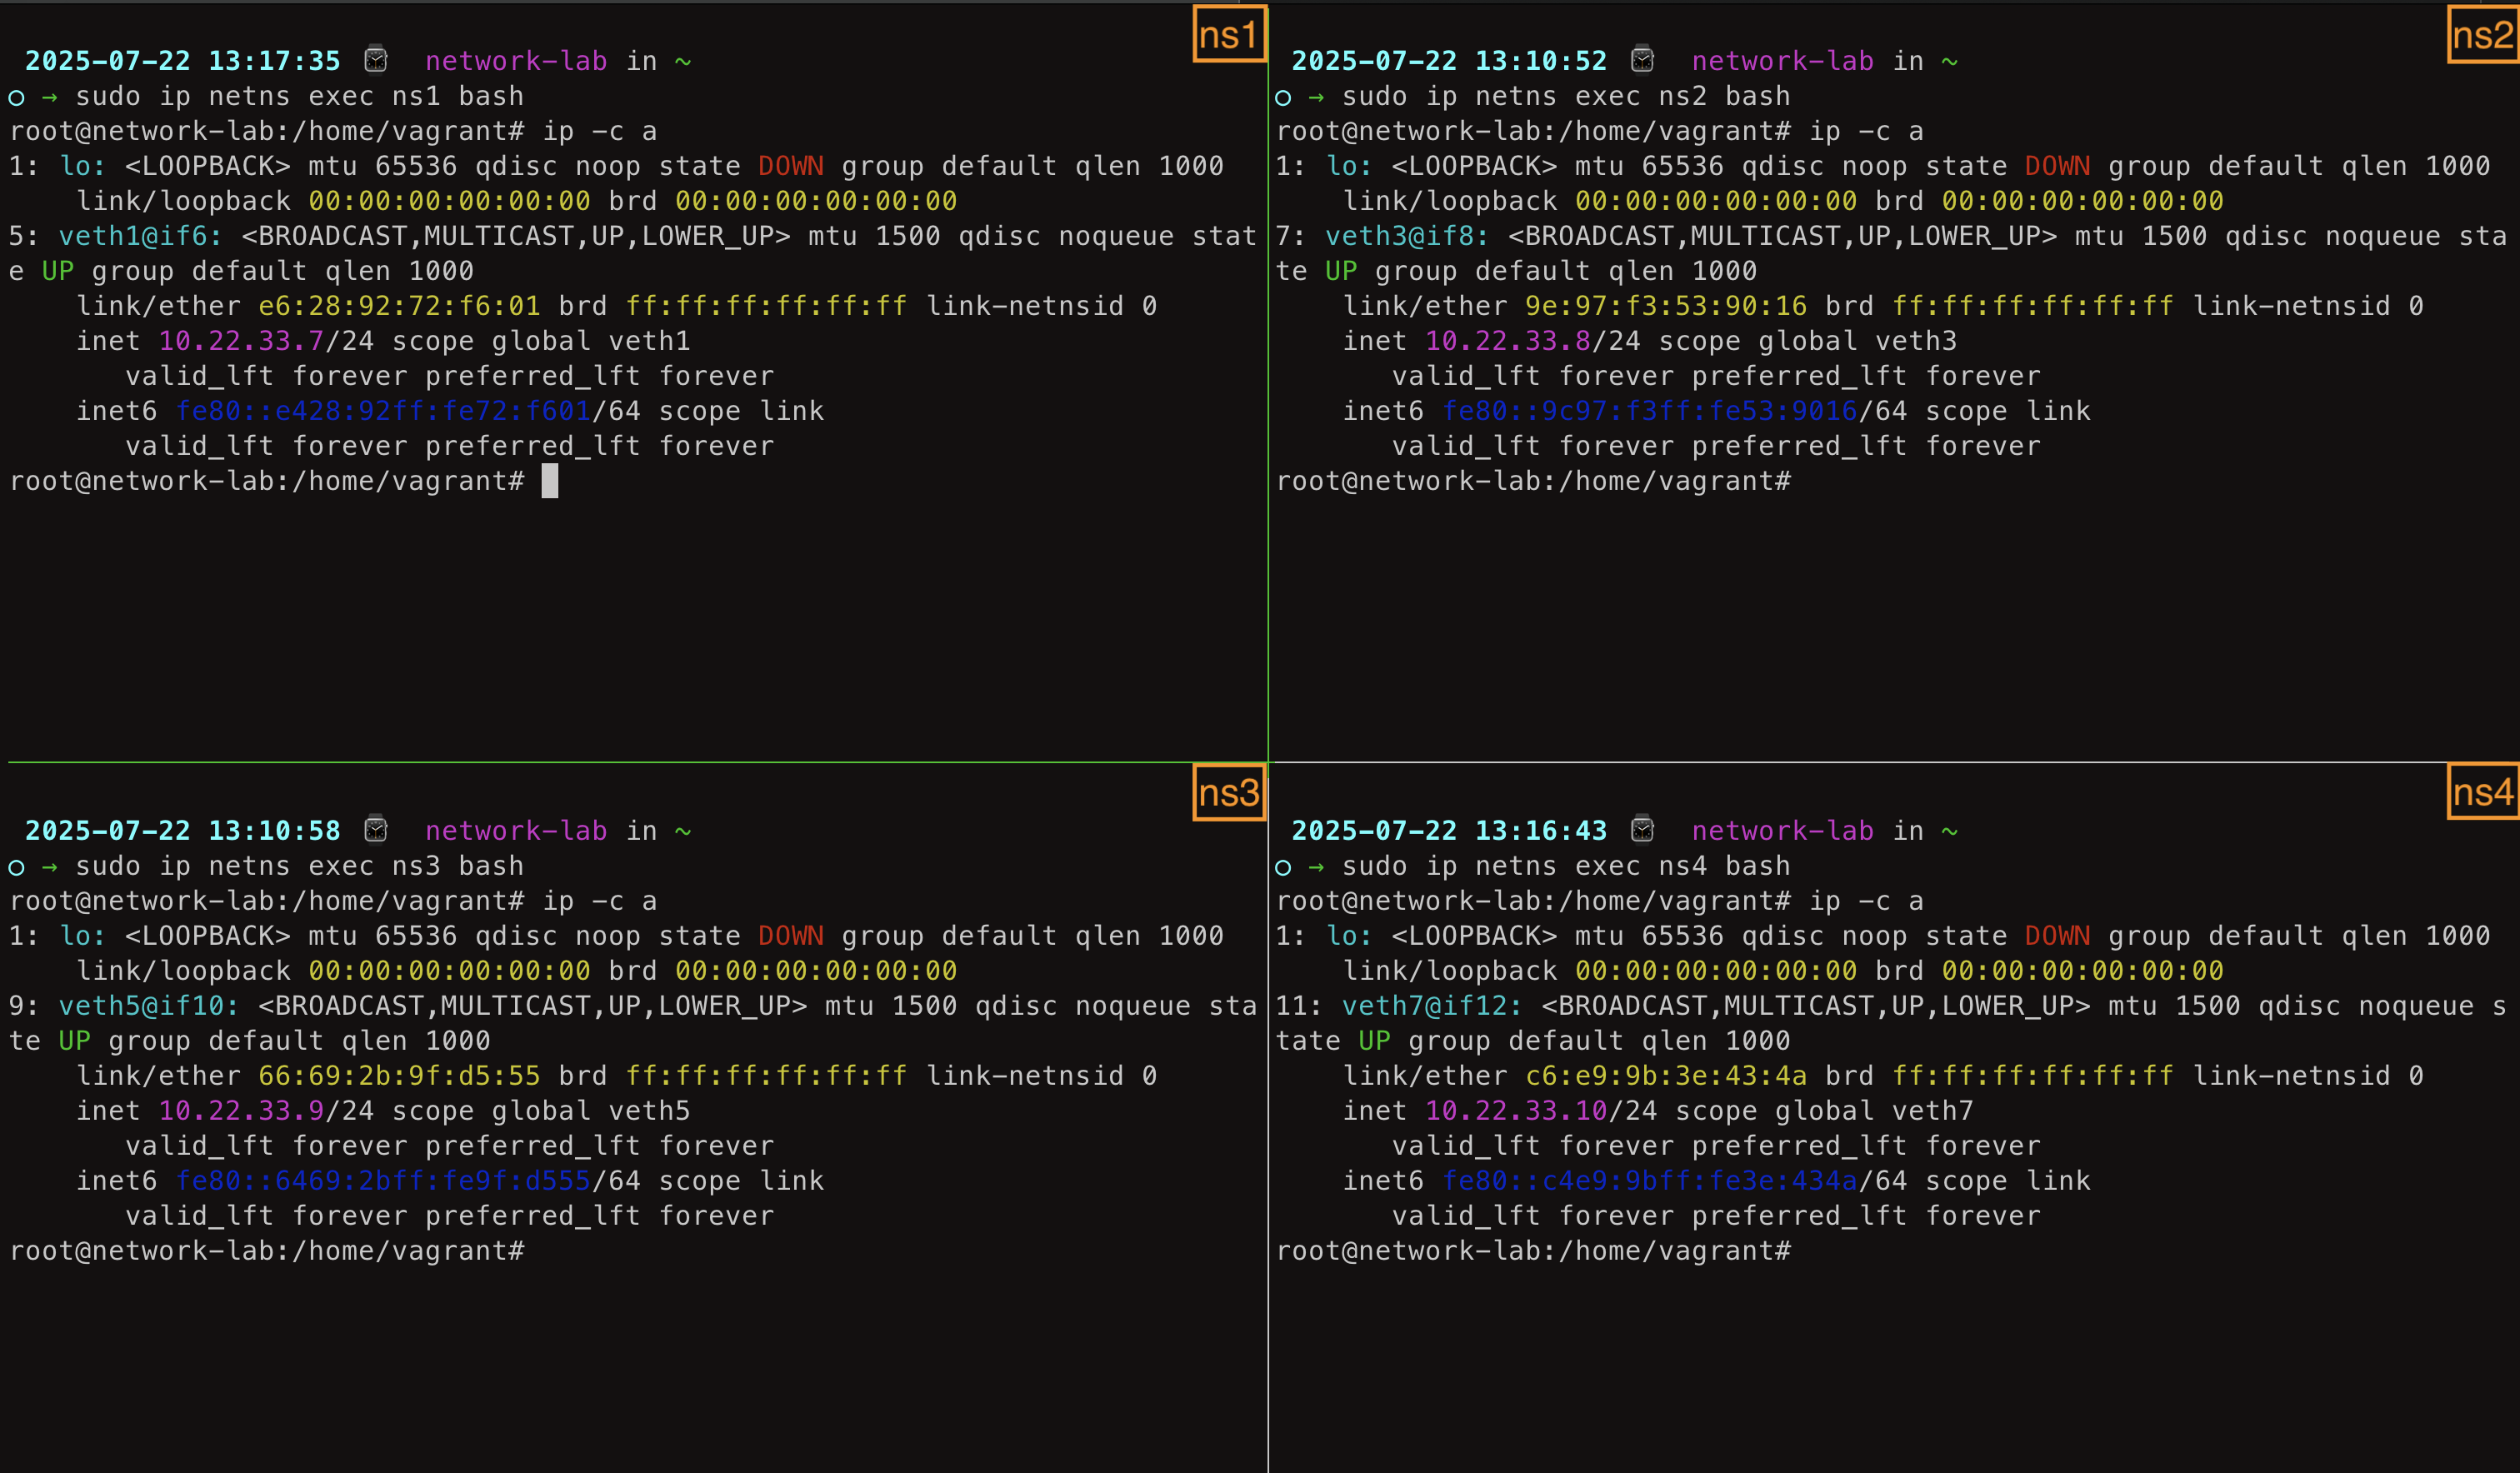 ns1
2025-07-22 13:17:35 ⌚ network-lab in ~
○ → sudo ip netns exec ns1 bash
root@network-lab:/home/vagrant# ip -c a
1: lo: <LOOPBACK> mtu 65536 qdisc noop state DOWN group default qlen 1000
    link/loopback 00:00:00:00:00:00 brd 00:00:00:00:00:00
5: veth1@if6: <BROADCAST,MULTICAST,UP,LOWER_UP> mtu 1500 qdisc noqueue stat
e UP group default qlen 1000
    link/ether e6:28:92:72:f6:01 brd ff:ff:ff:ff:ff:ff link-netnsid 0
    inet 10.22.33.7/24 scope global veth1
       valid_lft forever preferred_lft forever
    inet6 fe80::e428:92ff:fe72:f601/64 scope link
       valid_lft forever preferred_lft forever
root@network-lab:/home/vagrant#
ns2
2025-07-22 13:10:52 ⌚ network-lab in ~
○ → sudo ip netns exec ns2 bash
root@network-lab:/home/vagrant# ip -c a
1: lo: <LOOPBACK> mtu 65536 qdisc noop state DOWN group default qlen 1000
    link/loopback 00:00:00:00:00:00 brd 00:00:00:00:00:00
7: veth3@if8: <BROADCAST,MULTICAST,UP,LOWER_UP> mtu 1500 qdisc noqueue sta
te UP group default qlen 1000
    link/ether 9e:97:f3:53:90:16 brd ff:ff:ff:ff:ff:ff link-netnsid 0
    inet 10.22.33.8/24 scope global veth3
       valid_lft forever preferred_lft forever
    inet6 fe80::9c97:f3ff:fe53:9016/64 scope link
       valid_lft forever preferred_lft forever
root@network-lab:/home/vagrant#
ns3
2025-07-22 13:10:58 ⌚ network-lab in ~
○ → sudo ip netns exec ns3 bash
root@network-lab:/home/vagrant# ip -c a
1: lo: <LOOPBACK> mtu 65536 qdisc noop state DOWN group default qlen 1000
    link/loopback 00:00:00:00:00:00 brd 00:00:00:00:00:00
9: veth5@if10: <BROADCAST,MULTICAST,UP,LOWER_UP> mtu 1500 qdisc noqueue sta
te UP group default qlen 1000
    link/ether 66:69:2b:9f:d5:55 brd ff:ff:ff:ff:ff:ff link-netnsid 0
    inet 10.22.33.9/24 scope global veth5
       valid_lft forever preferred_lft forever
    inet6 fe80::6469:2bff:fe9f:d555/64 scope link
       valid_lft forever preferred_lft forever
root@network-lab:/home/vagrant#
ns4
2025-07-22 13:16:43 ⌚ network-lab in ~
○ → sudo ip netns exec ns4 bash
root@network-lab:/home/vagrant# ip -c a
1: lo: <LOOPBACK> mtu 65536 qdisc noop state DOWN group default qlen 1000
    link/loopback 00:00:00:00:00:00 brd 00:00:00:00:00:00
11: veth7@if12: <BROADCAST,MULTICAST,UP,LOWER_UP> mtu 1500 qdisc noqueue s
tate UP group default qlen 1000
    link/ether c6:e9:9b:3e:43:4a brd ff:ff:ff:ff:ff:ff link-netnsid 0
    inet 10.22.33.10/24 scope global veth7
       valid_lft forever preferred_lft forever
    inet6 fe80::c4e9:9bff:fe3e:434a/64 scope link
       valid_lft forever preferred_lft forever
root@network-lab:/home/vagrant#